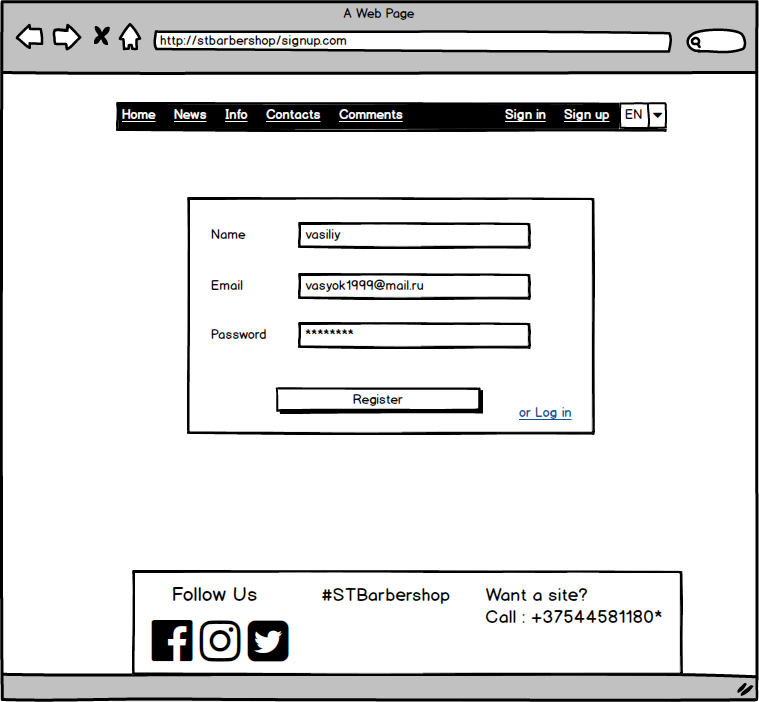 A Web Page
http://stbarbershop/signup.com
Home News Info Contacts Comments Sign in Sign up EN
Name vasiliy
Email vasyok1999@mail.ru
Password ********
Register
or Log in
Follow Us #STBarbershop Want a site?
Call : +37544581180*